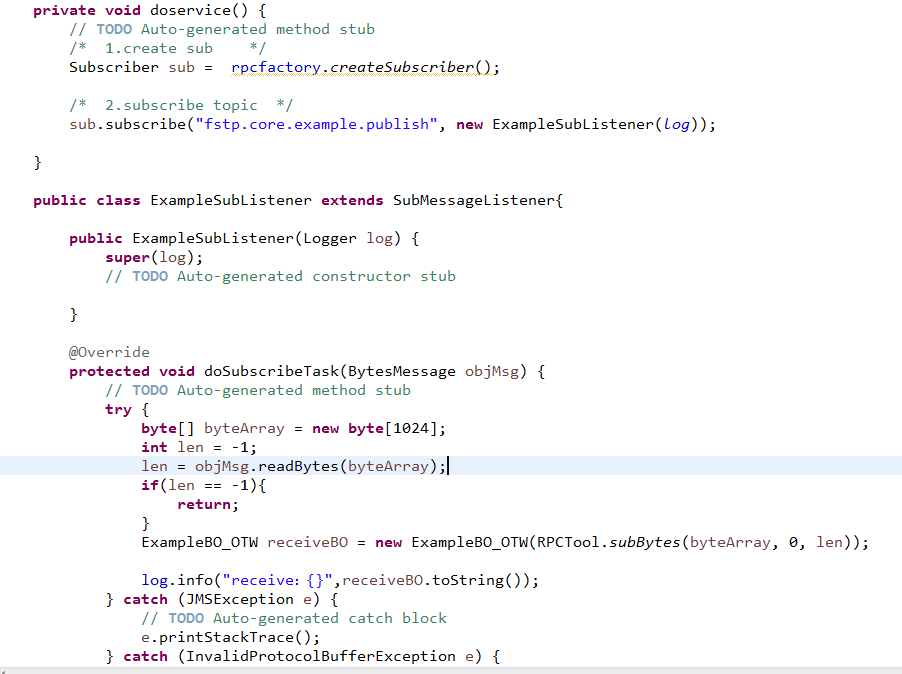 private void doservice() {
// TODO Auto-generated method stub
/*  1.create sub    */
Subscriber sub =  rpcfactory.createSubscriber();
/*  2.subscribe topic  */
sub.subscribe("fstp.core.example.publish", new ExampleSubListener(log));
}
public class ExampleSubListener extends SubMessageListener{
public ExampleSubListener(Logger log) {
super(log);
// TODO Auto-generated constructor stub
}
@Override
protected void doSubscribeTask(BytesMessage objMsg) {
// TODO Auto-generated method stub
try {
byte[] byteArray = new byte[1024];
int len = -1;
len = objMsg.readBytes(byteArray);
if(len == -1){
return;
}
ExampleBO_OTW receiveBO = new ExampleBO_OTW(RPCTool.subBytes(byteArray, 0, len));
log.info("receive: {}",receiveBO.toString());
} catch (JMSException e) {
// TODO Auto-generated catch block
e.printStackTrace();
} catch (InvalidProtocolBufferException e) {